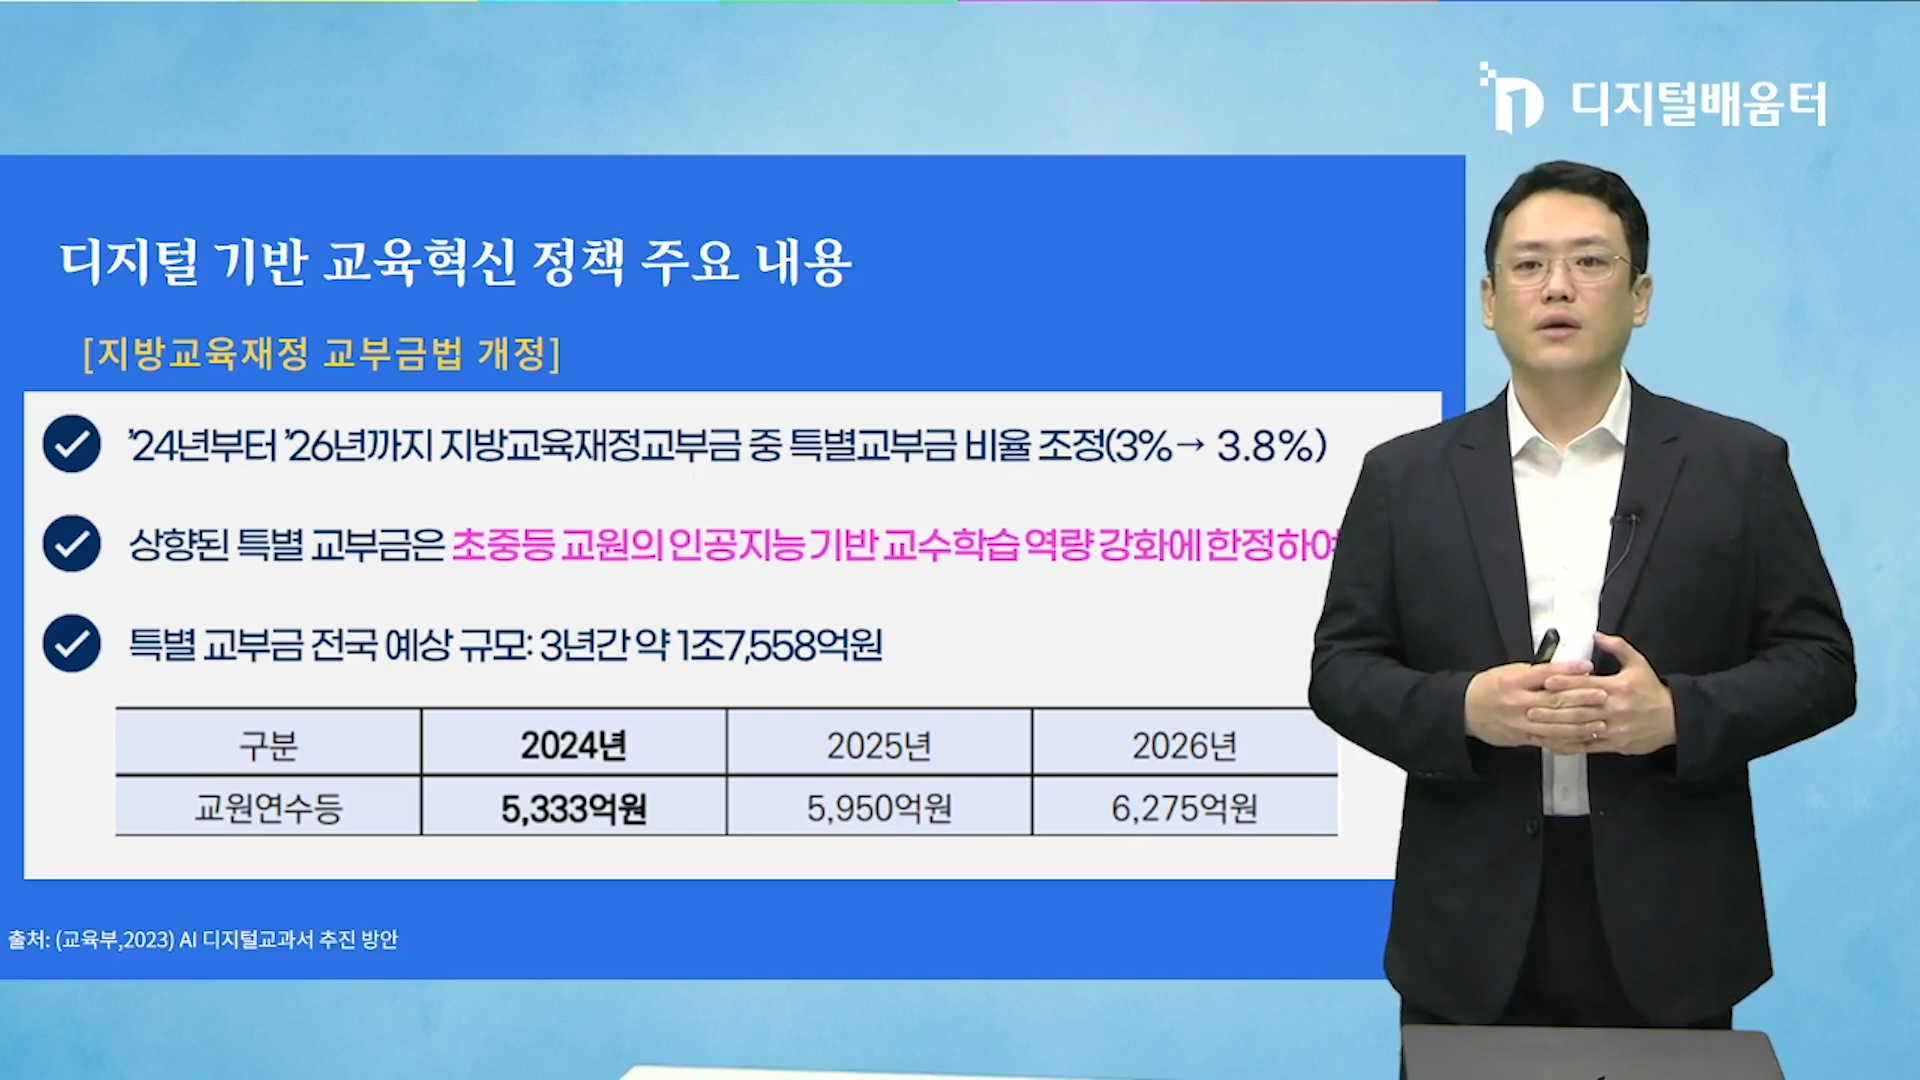 디지털배움터
디지털 기반 교육혁신 정책 주요 내용
[지방교육재정 교부금법 개정]
’24년부터 ’26년까지 지방교육재정교부금 중 특별교부금 비율 조정(3%→ 3.8%)
상향된 특별 교부금은 초중등 교원의 인공지능 기반 교수학습 역량 강화에 한정하여
특별 교부금 전국 예상 규모: 3년간 약 1조7,558억원
구분 2024년 2025년 2026년
교원연수등 5,333억원 5,950억원 6,275억원
출처: (교육부,2023) AI 디지털교과서 추진 방안